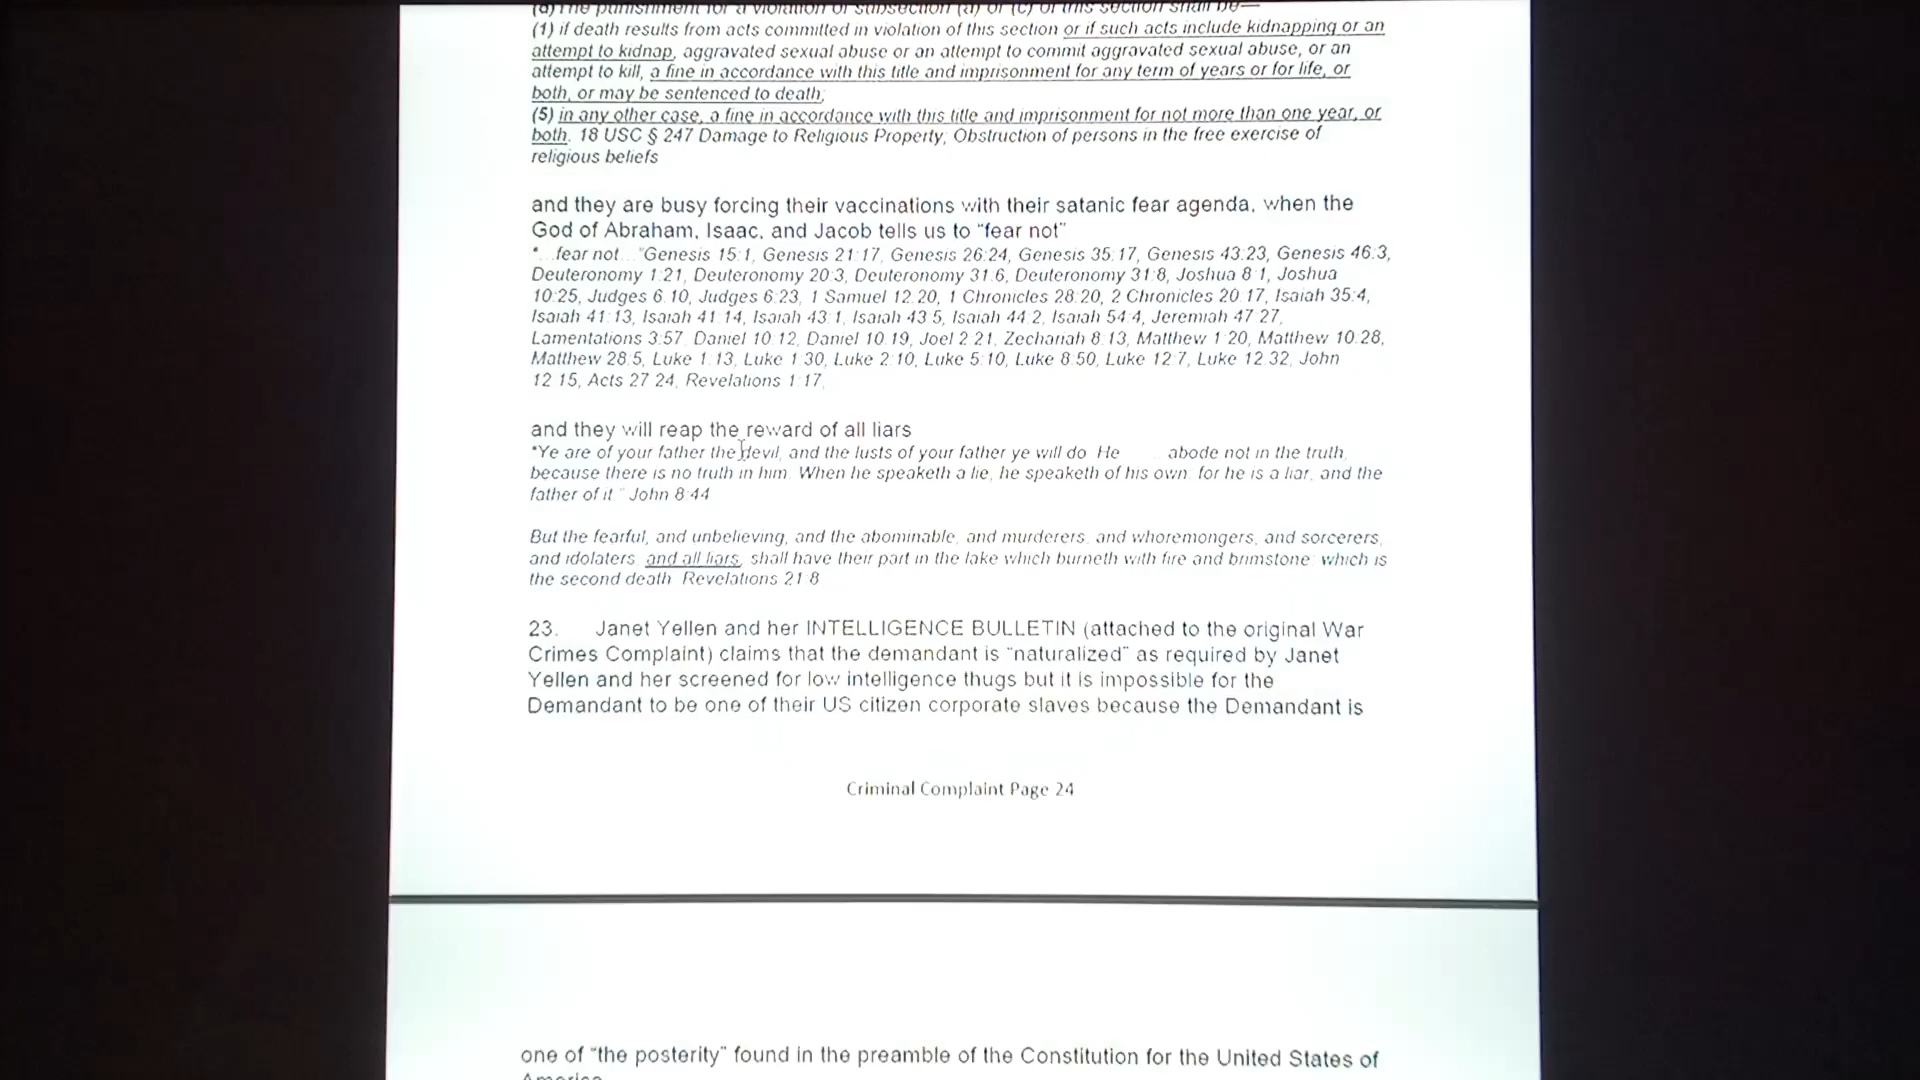 (d) The punishment for a violation of subsection (a) or (c) of this section shall be—
(1) if death results from acts committed in violation of this section or if such acts include kidnapping or an
attempt to kidnap, aggravated sexual abuse or an attempt to commit aggravated sexual abuse, or an
attempt to kill, a fine in accordance with this title and imprisonment for any term of years or for life, or
both, or may be sentenced to death;
(5) in any other case, a fine in accordance with this title and imprisonment for not more than one year, or
both. 18 USC § 247 Damage to Religious Property; Obstruction of persons in the free exercise of
religious beliefs
and they are busy forcing their vaccinations with their satanic fear agenda, when the
God of Abraham, Isaac, and Jacob tells us to "fear not"
"...fear not..."Genesis 15:1, Genesis 21:17, Genesis 26:24, Genesis 35:17, Genesis 43:23, Genesis 46:3,
Deuteronomy 1:21, Deuteronomy 20:3, Deuteronomy 31:6, Deuteronomy 31:8, Joshua 8:1, Joshua
10:25, Judges 6:10, Judges 6:23, 1 Samuel 12:20, 1 Chronicles 28:20, 2 Chronicles 20:17, Isaiah 35:4,
Isaiah 41:13, Isaiah 41:14, Isaiah 43:1, Isaiah 43:5, Isaiah 44:2, Isaiah 54:4, Jeremiah 47:27,
Lamentations 3:57, Daniel 10:12, Daniel 10:19, Joel 2:21, Zechariah 8:13, Matthew 1:20, Matthew 10:28,
Matthew 28:5, Luke 1:13, Luke 1:30, Luke 2:10, Luke 5:10, Luke 8:50, Luke 12:7, Luke 12:32, John
12:15, Acts 27:24, Revelations 1:17,
and they will reap the reward of all liars
"Ye are of your father the devil, and the lusts of your father ye will do. He ... abode not in the truth,
because there is no truth in him. When he speaketh a lie, he speaketh of his own: for he is a liar, and the
father of it." John 8:44
But the fearful, and unbelieving, and the abominable, and murderers, and whoremongers, and sorcerers,
and idolaters, and all liars, shall have their part in the lake which burneth with fire and brimstone: which is
the second death. Revelations 21:8
23. Janet Yellen and her INTELLIGENCE BULLETIN (attached to the original War
Crimes Complaint) claims that the demandant is "naturalized" as required by Janet
Yellen and her screened for low intelligence thugs but it is impossible for the
Demandant to be one of their US citizen corporate slaves because the Demandant is
Criminal Complaint Page 24
one of "the posterity" found in the preamble of the Constitution for the United States of
America